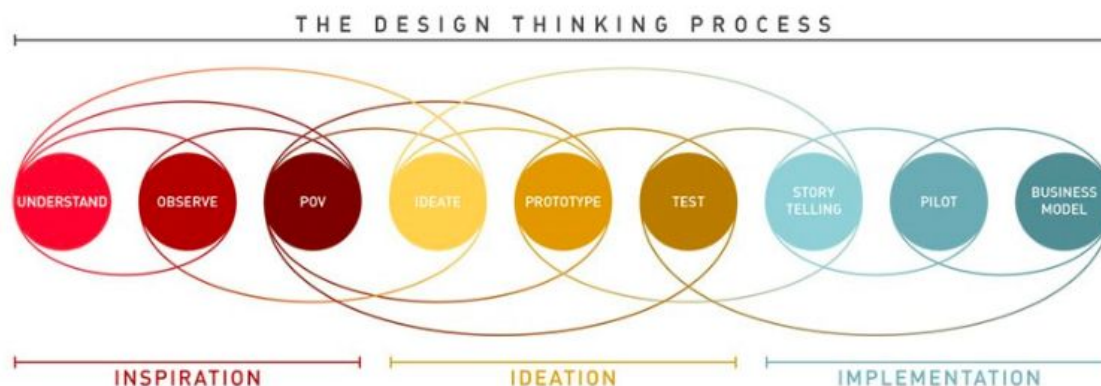 THE DESIGN THINKING PROCESS
UNDERSTAND
OBSERVE
POV
IDEATE
PROTOTYPE
TEST
STORY
TELLING
PILOT
BUSINESS
MODEL
INSPIRATION
IDEATION
IMPLEMENTATION